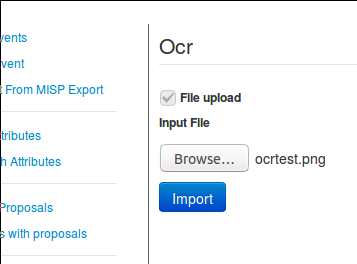 vents
vent
t From MISP Export
tributes
h Attributes
Proposals
s with proposals
Ocr
File upload
Input File
Browse... ocrtest.png
Import